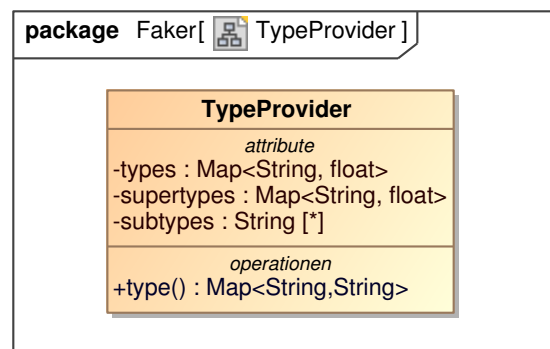 package Faker[ TypeProvider ]
TypeProvider
attribute
-types : Map<String, float>
-supertypes : Map<String, float>
-subtypes : String [*]
operationen
+type() : Map<String,String>